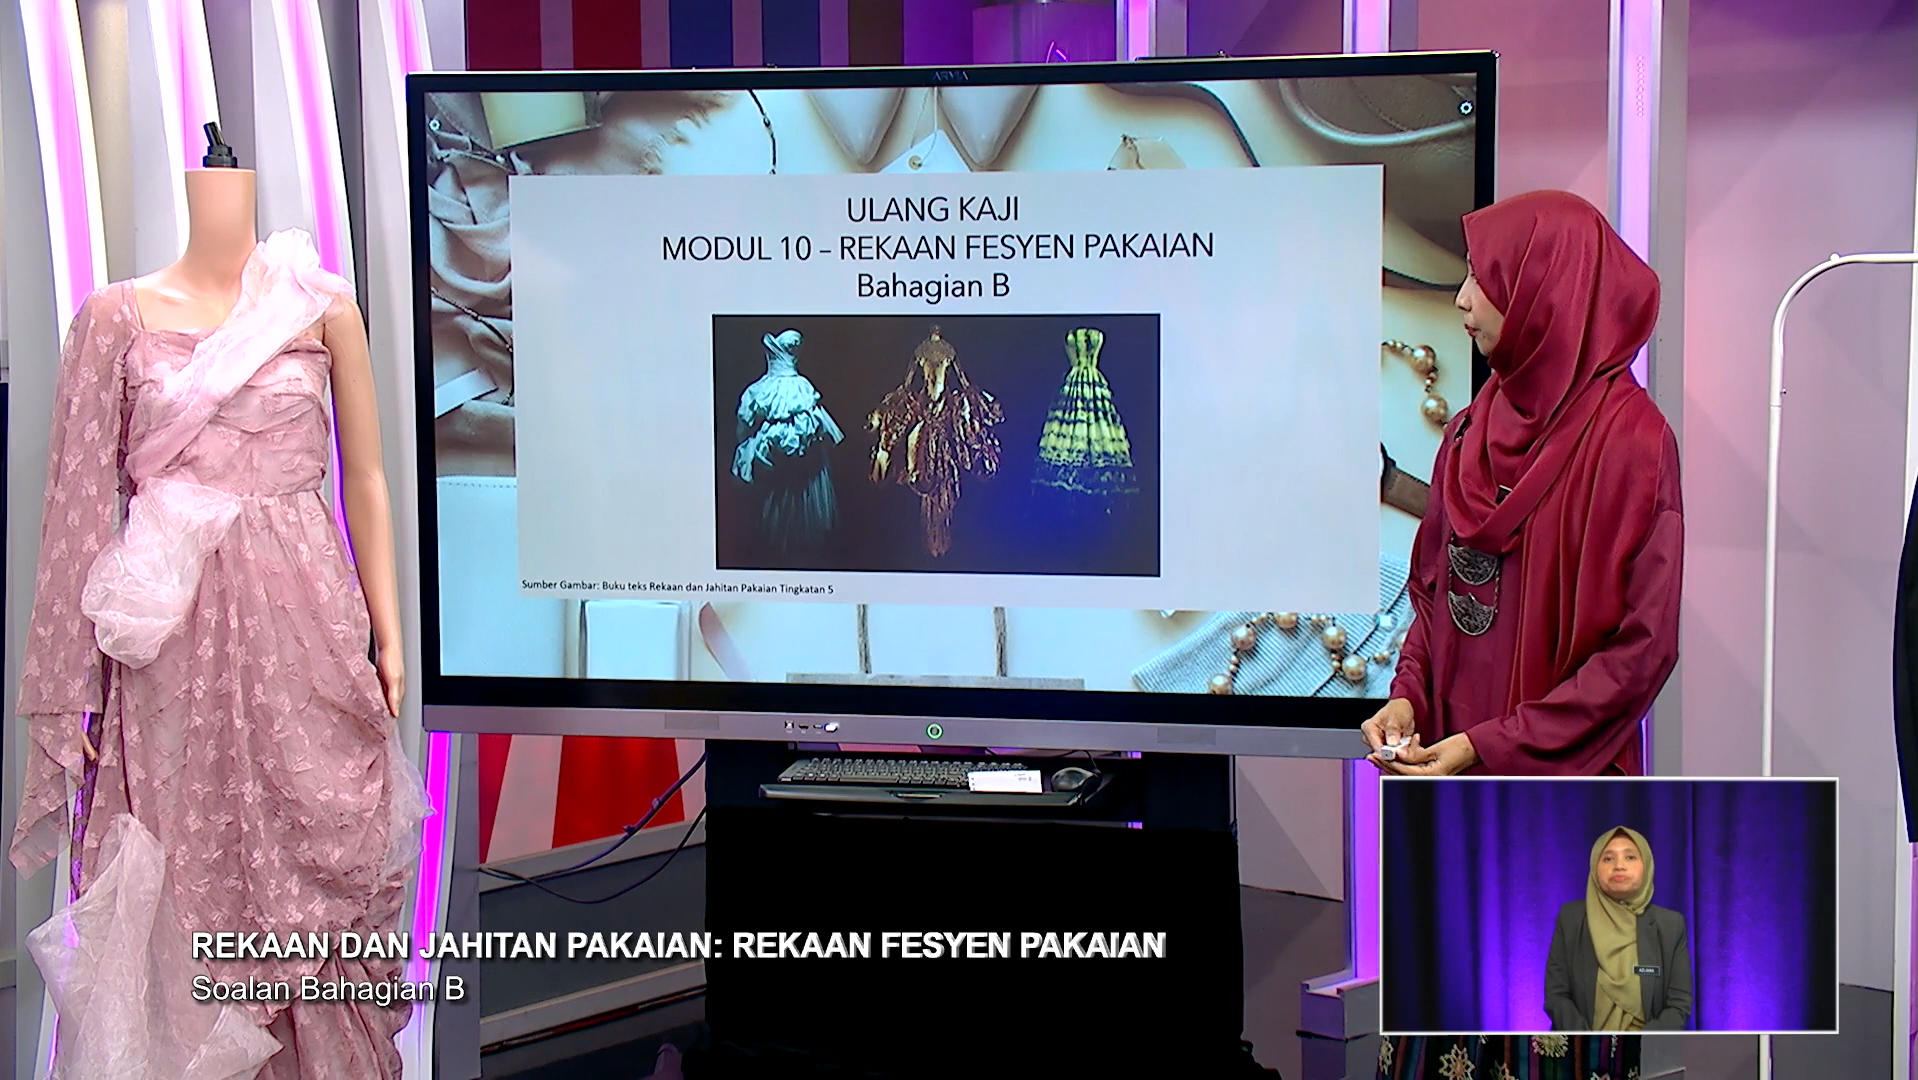 ULANG KAJI
MODUL 10 – REKAAN FESYEN PAKAIAN
Bahagian B
Sumber Gambar: Buku teks Rekaan dan Jahitan Pakaian Tingkatan 5
REKAAN DAN JAHITAN PAKAIAN: REKAAN FESYEN PAKAIAN
Soalan Bahagian B